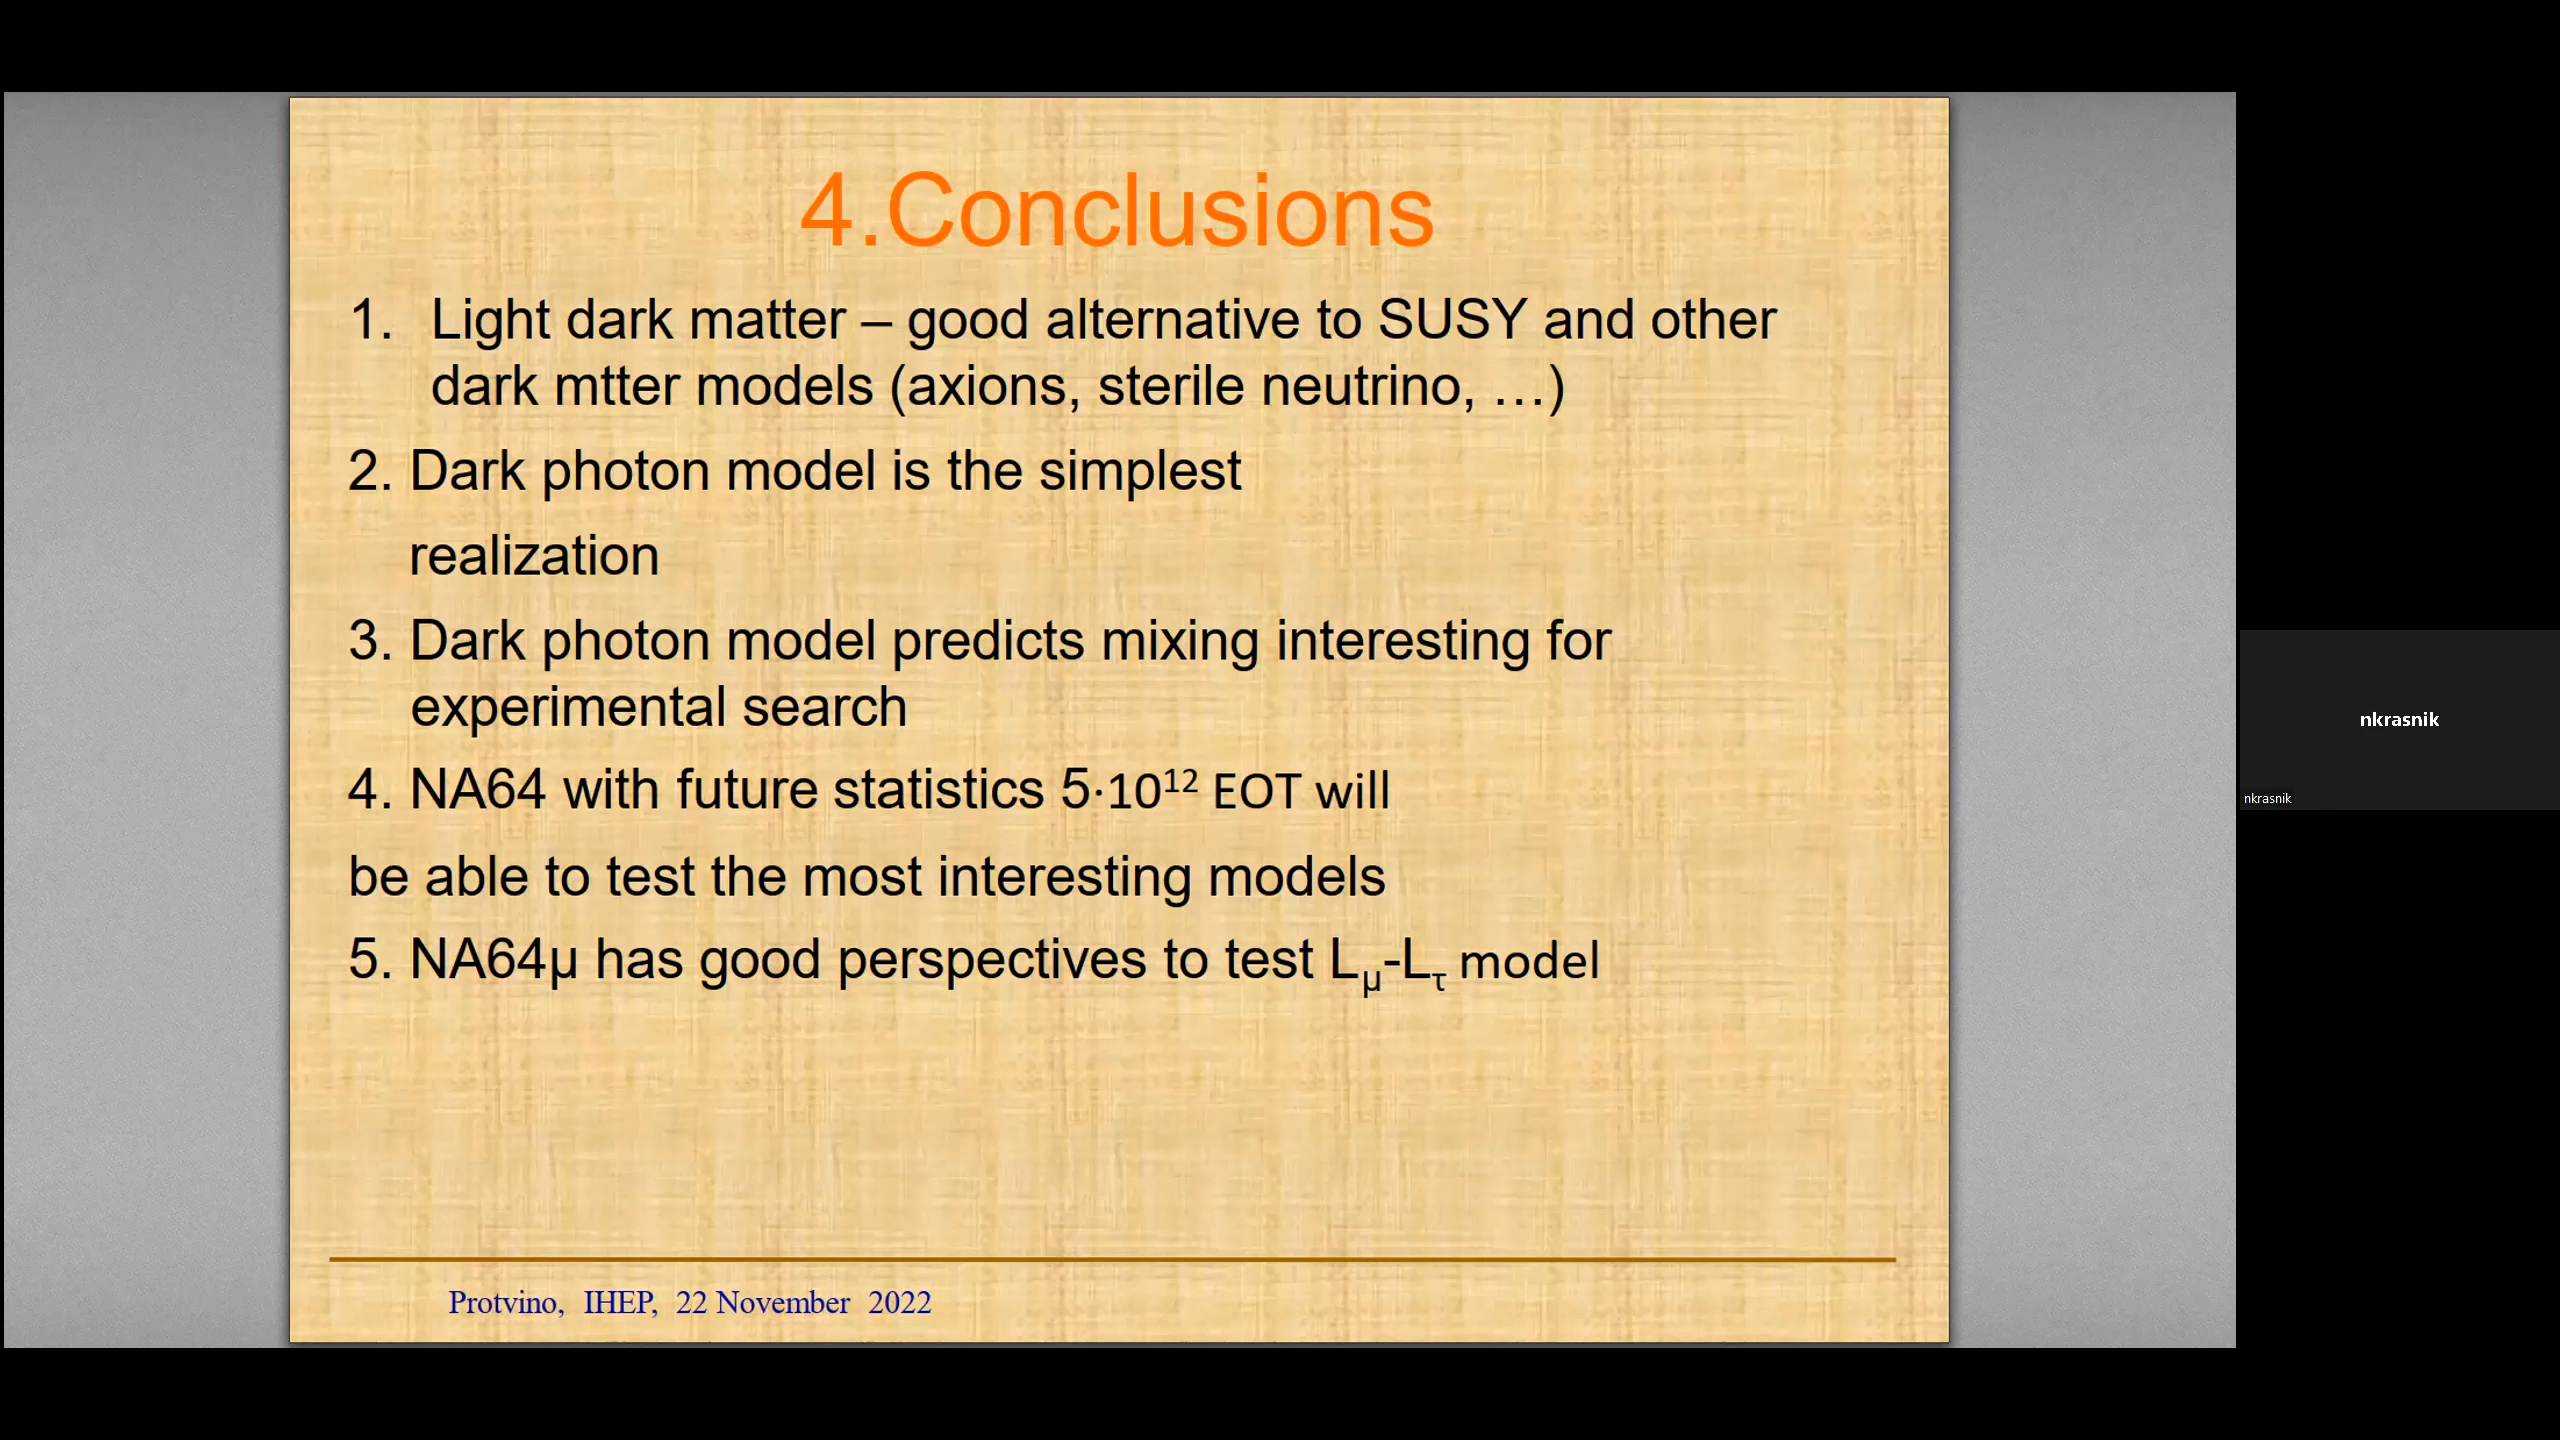 4.Conclusions
1. Light dark matter – good alternative to SUSY and other
dark mtter models (axions, sterile neutrino, …)
2. Dark photon model is the simplest
realization
3. Dark photon model predicts mixing interesting for
experimental search
4. NA64 with future statistics 5·10¹² EOT will
be able to test the most interesting models
5. NA64μ has good perspectives to test Lμ-Lτ model
Protvino, IHEP, 22 November 2022
nkrasnik
nkrasnik